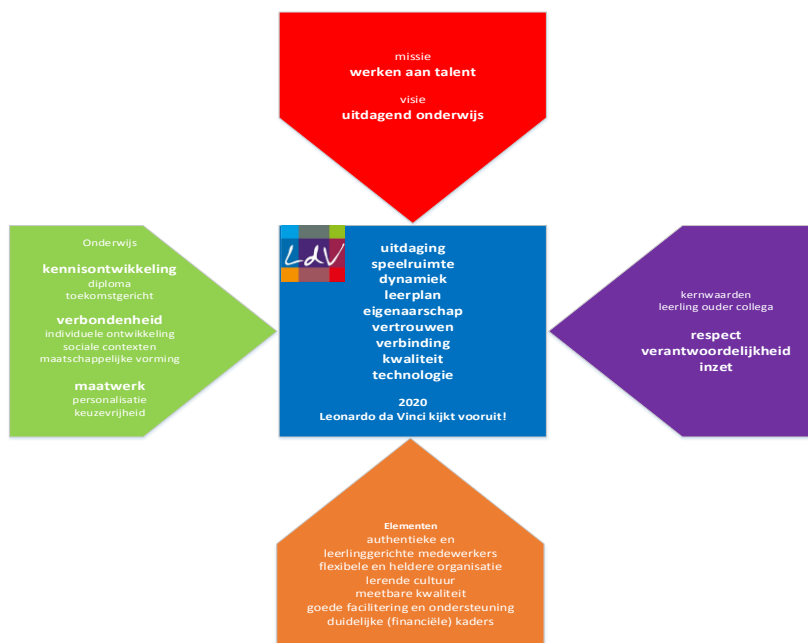 missie
werken aan talent
visie
uitdagend onderwijs
Onderwijs
kennisontwikkeling
diploma
toekomstgericht
verbondenheid
individuele ontwikkeling
sociale contexten
maatschappelijke vorming
maatwerk
personalisatie
keuzevrijheid
LdV
uitdaging
speelruimte
dynamiek
leerplan
eigenaarschap
vertrouwen
verbinding
kwaliteit
technologie
2020
Leonardo da Vinci kijkt vooruit!
kernwaarden
leerling ouder collega
respect
verantwoordelijkheid
inzet
Elementen
authentieke en
leerlinggerichte medewerkers
flexibele en heldere organisatie
lerende cultuur
meetbare kwaliteit
goede facilitering en ondersteuning
duidelijke (financiële) kaders